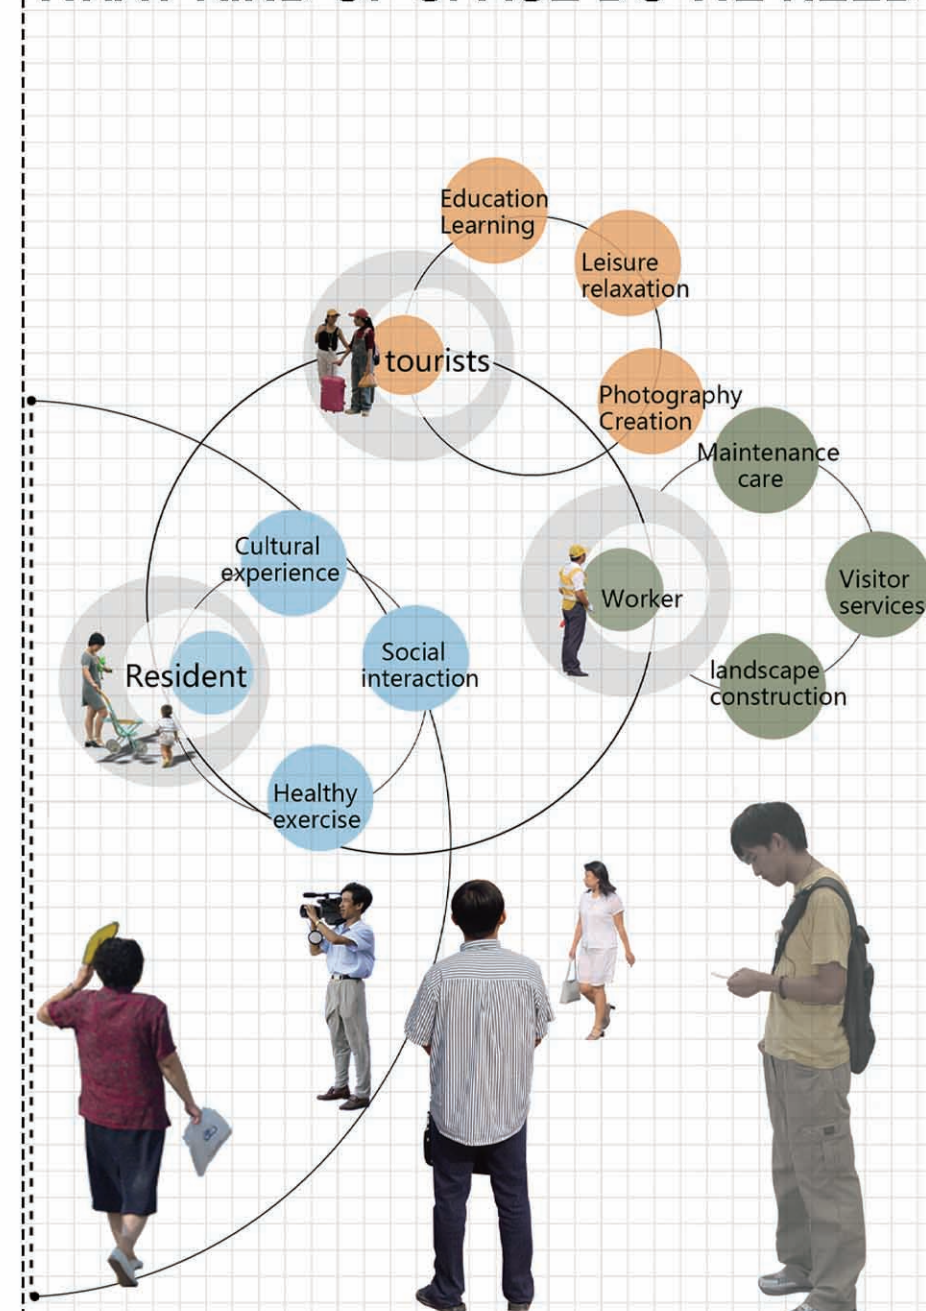 Education
Learning
Leisure
relaxation
tourists
Photography
Creation
Maintenance
care
Cultural
experience
Visitor
services
Worker
Social
interaction
Resident
landscape
construction
Healthy
exercise